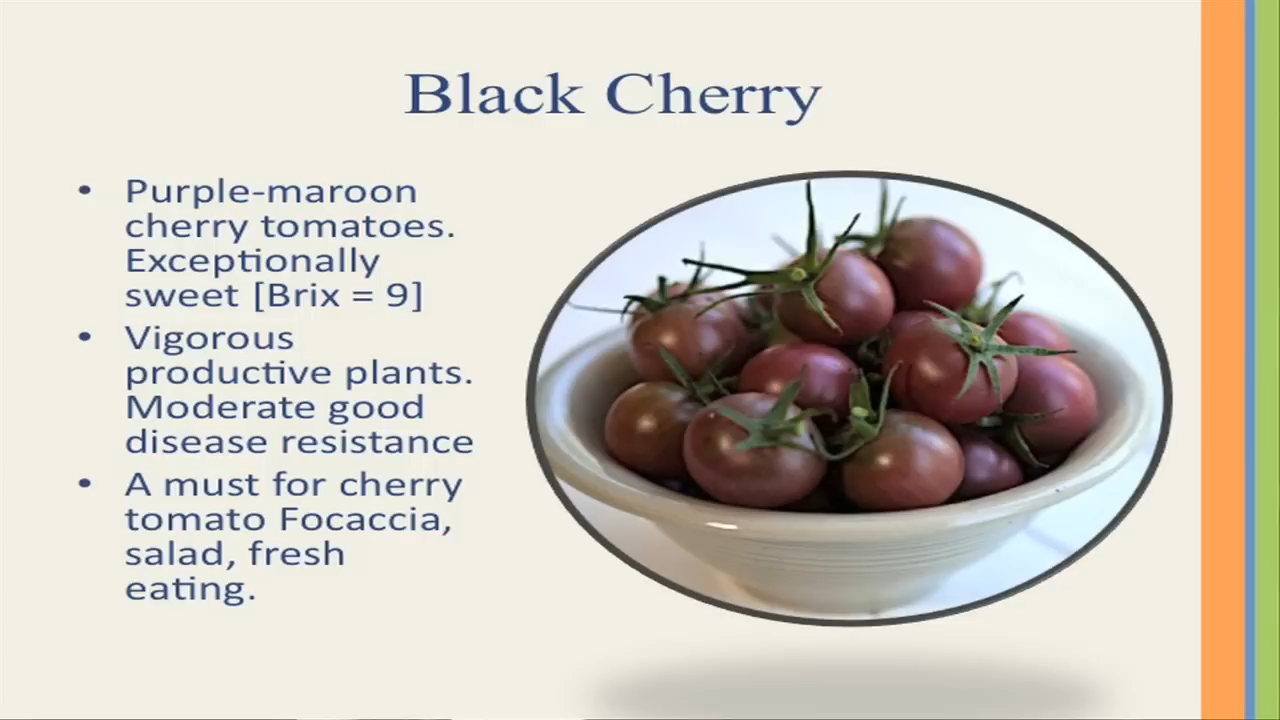 Black Cherry
• Purple-maroon
cherry tomatoes.
Exceptionally
sweet [Brix = 9]
• Vigorous
productive plants.
Moderate good
disease resistance
• A must for cherry
tomato Focaccia,
salad, fresh
eating.